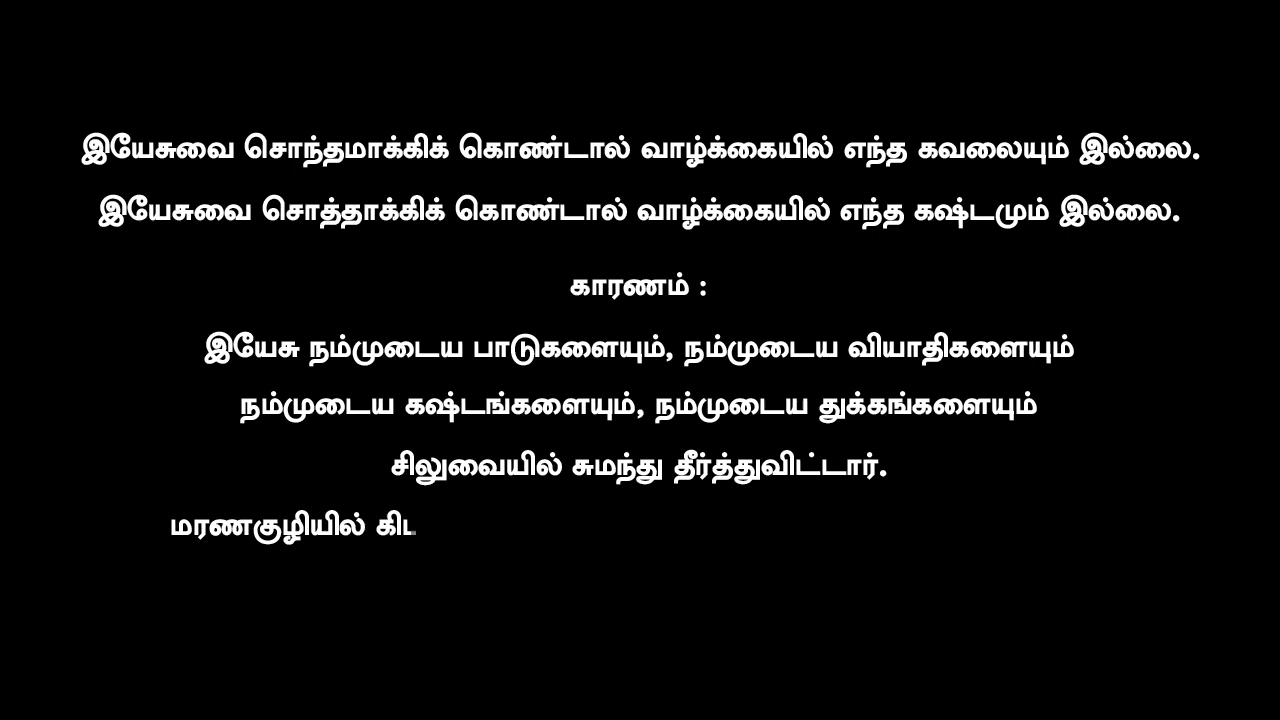 இயேசுவை சொந்தமாக்கிக் கொண்டால் வாழ்க்கையில் எந்த கவலையும் இல்லை.
இயேசுவை சொத்தாக்கிக் கொண்டால் வாழ்க்கையில் எந்த கஷ்டமும் இல்லை.
காரணம் :
இயேசு நம்முடைய பாடுகளையும், நம்முடைய வியாதிகளையும்
நம்முடைய கஷ்டங்களையும், நம்முடைய துக்கங்களையும்
சிலுவையில் சுமந்து தீர்த்துவிட்டார்.
மரணகுழியில்